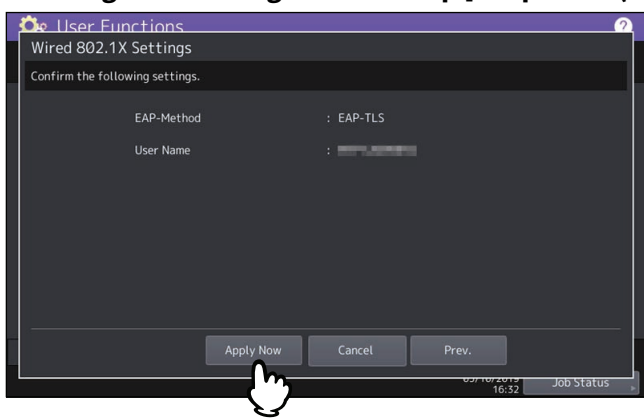 User Functions
?
Wired 802.1X Settings
Confirm the following settings.
EAP-Method : EAP-TLS
User Name :
Apply Now Cancel Prev.
16:32 Job Status